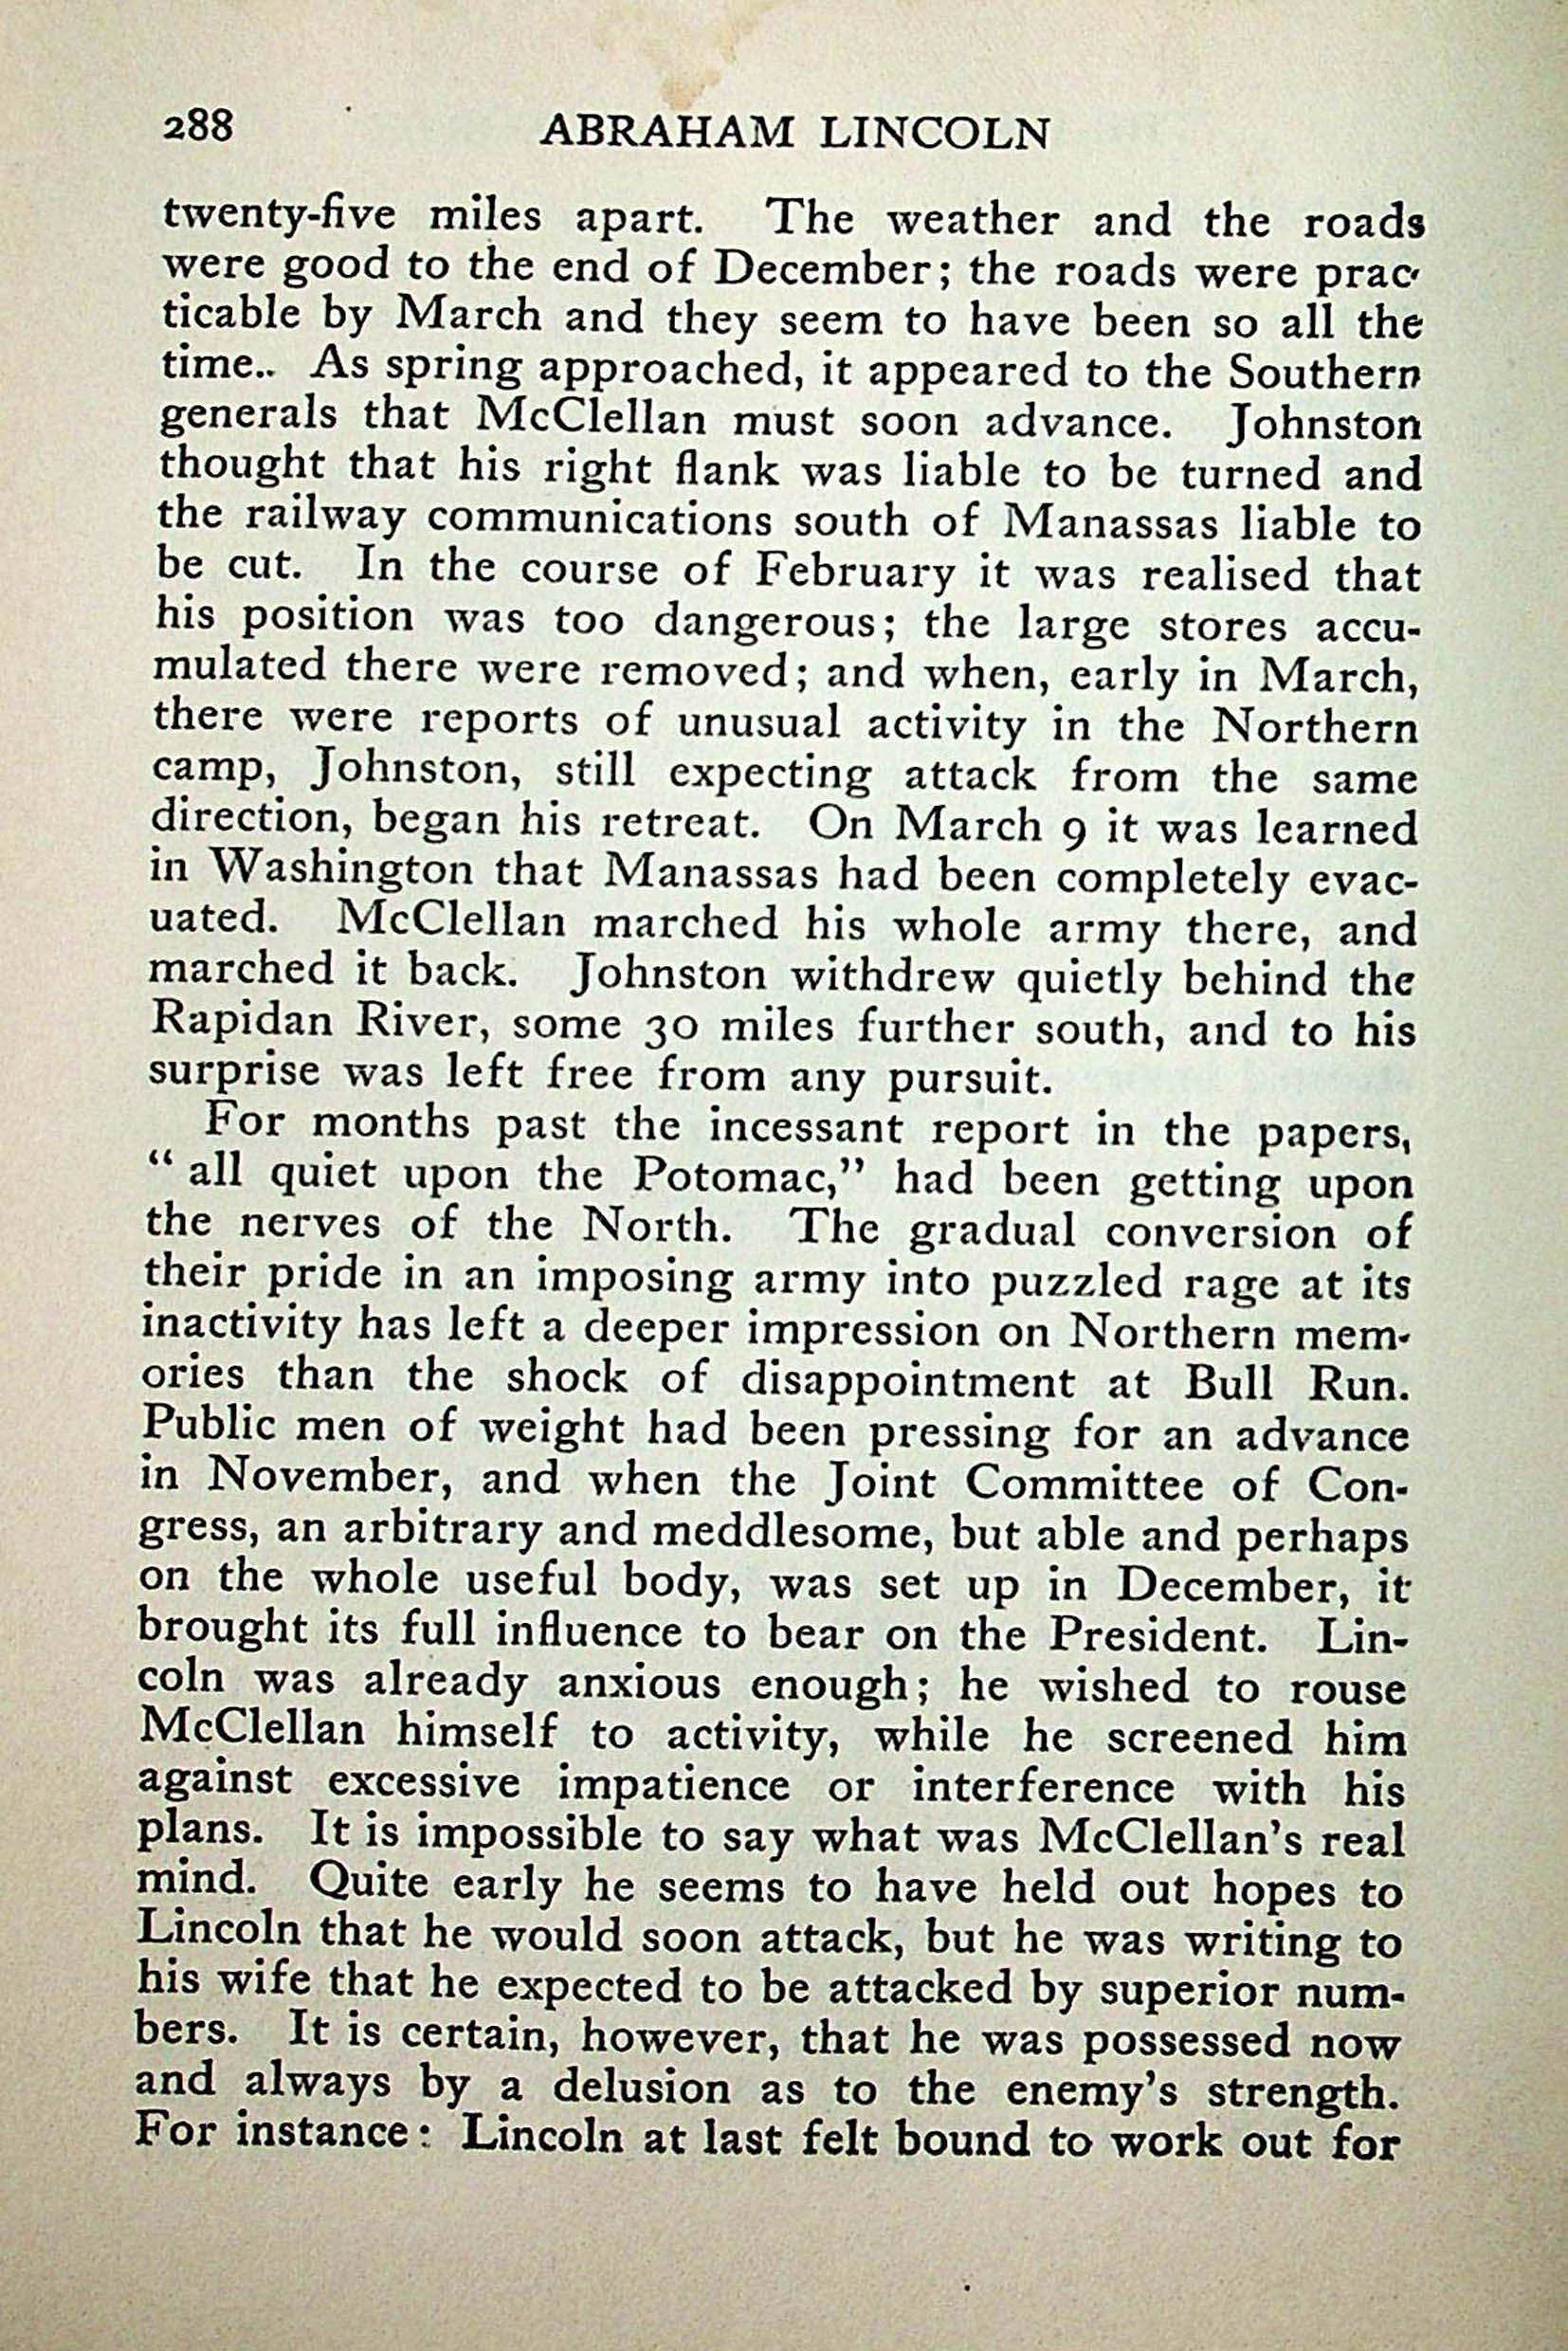 288 ABRAHAM LINCOLN
twenty-five miles apart. The weather and the roads
were good to the end of December; the roads were prac-
ticable by March and they seem to have been so all the
time.. As spring approached, it appeared to the Southern
generals that McClellan must soon advance. Johnston
thought that his right flank was liable to be turned and
the railway communications south of Manassas liable to
be cut. In the course of February it was realised that
his position was too dangerous; the large stores accu-
mulated there were removed; and when, early in March,
there were reports of unusual activity in the Northern
camp, Johnston, still expecting attack from the same
direction, began his retreat. On March 9 it was learned
in Washington that Manassas had been completely evac-
uated. McClellan marched his whole army there, and
marched it back. Johnston withdrew quietly behind the
Rapidan River, some 30 miles further south, and to his
surprise was left free from any pursuit.
For months past the incessant report in the papers,
“ all quiet upon the Potomac,” had been getting upon
the nerves of the North. The gradual conversion of
their pride in an imposing army into puzzled rage at its
inactivity has left a deeper impression on Northern mem-
ories than the shock of disappointment at Bull Run.
Public men of weight had been pressing for an advance
in November, and when the Joint Committee of Con-
gress, an arbitrary and meddlesome, but able and perhaps
on the whole useful body, was set up in December, it
brought its full influence to bear on the President. Lin-
coln was already anxious enough; he wished to rouse
McClellan himself to activity, while he screened him
against excessive impatience or interference with his
plans. It is impossible to say what was McClellan's real
mind. Quite early he seems to have held out hopes to
Lincoln that he would soon attack, but he was writing to
his wife that he expected to be attacked by superior num-
bers. It is certain, however, that he was possessed now
and always by a delusion as to the enemy's strength.
For instance: Lincoln at last felt bound to work out for